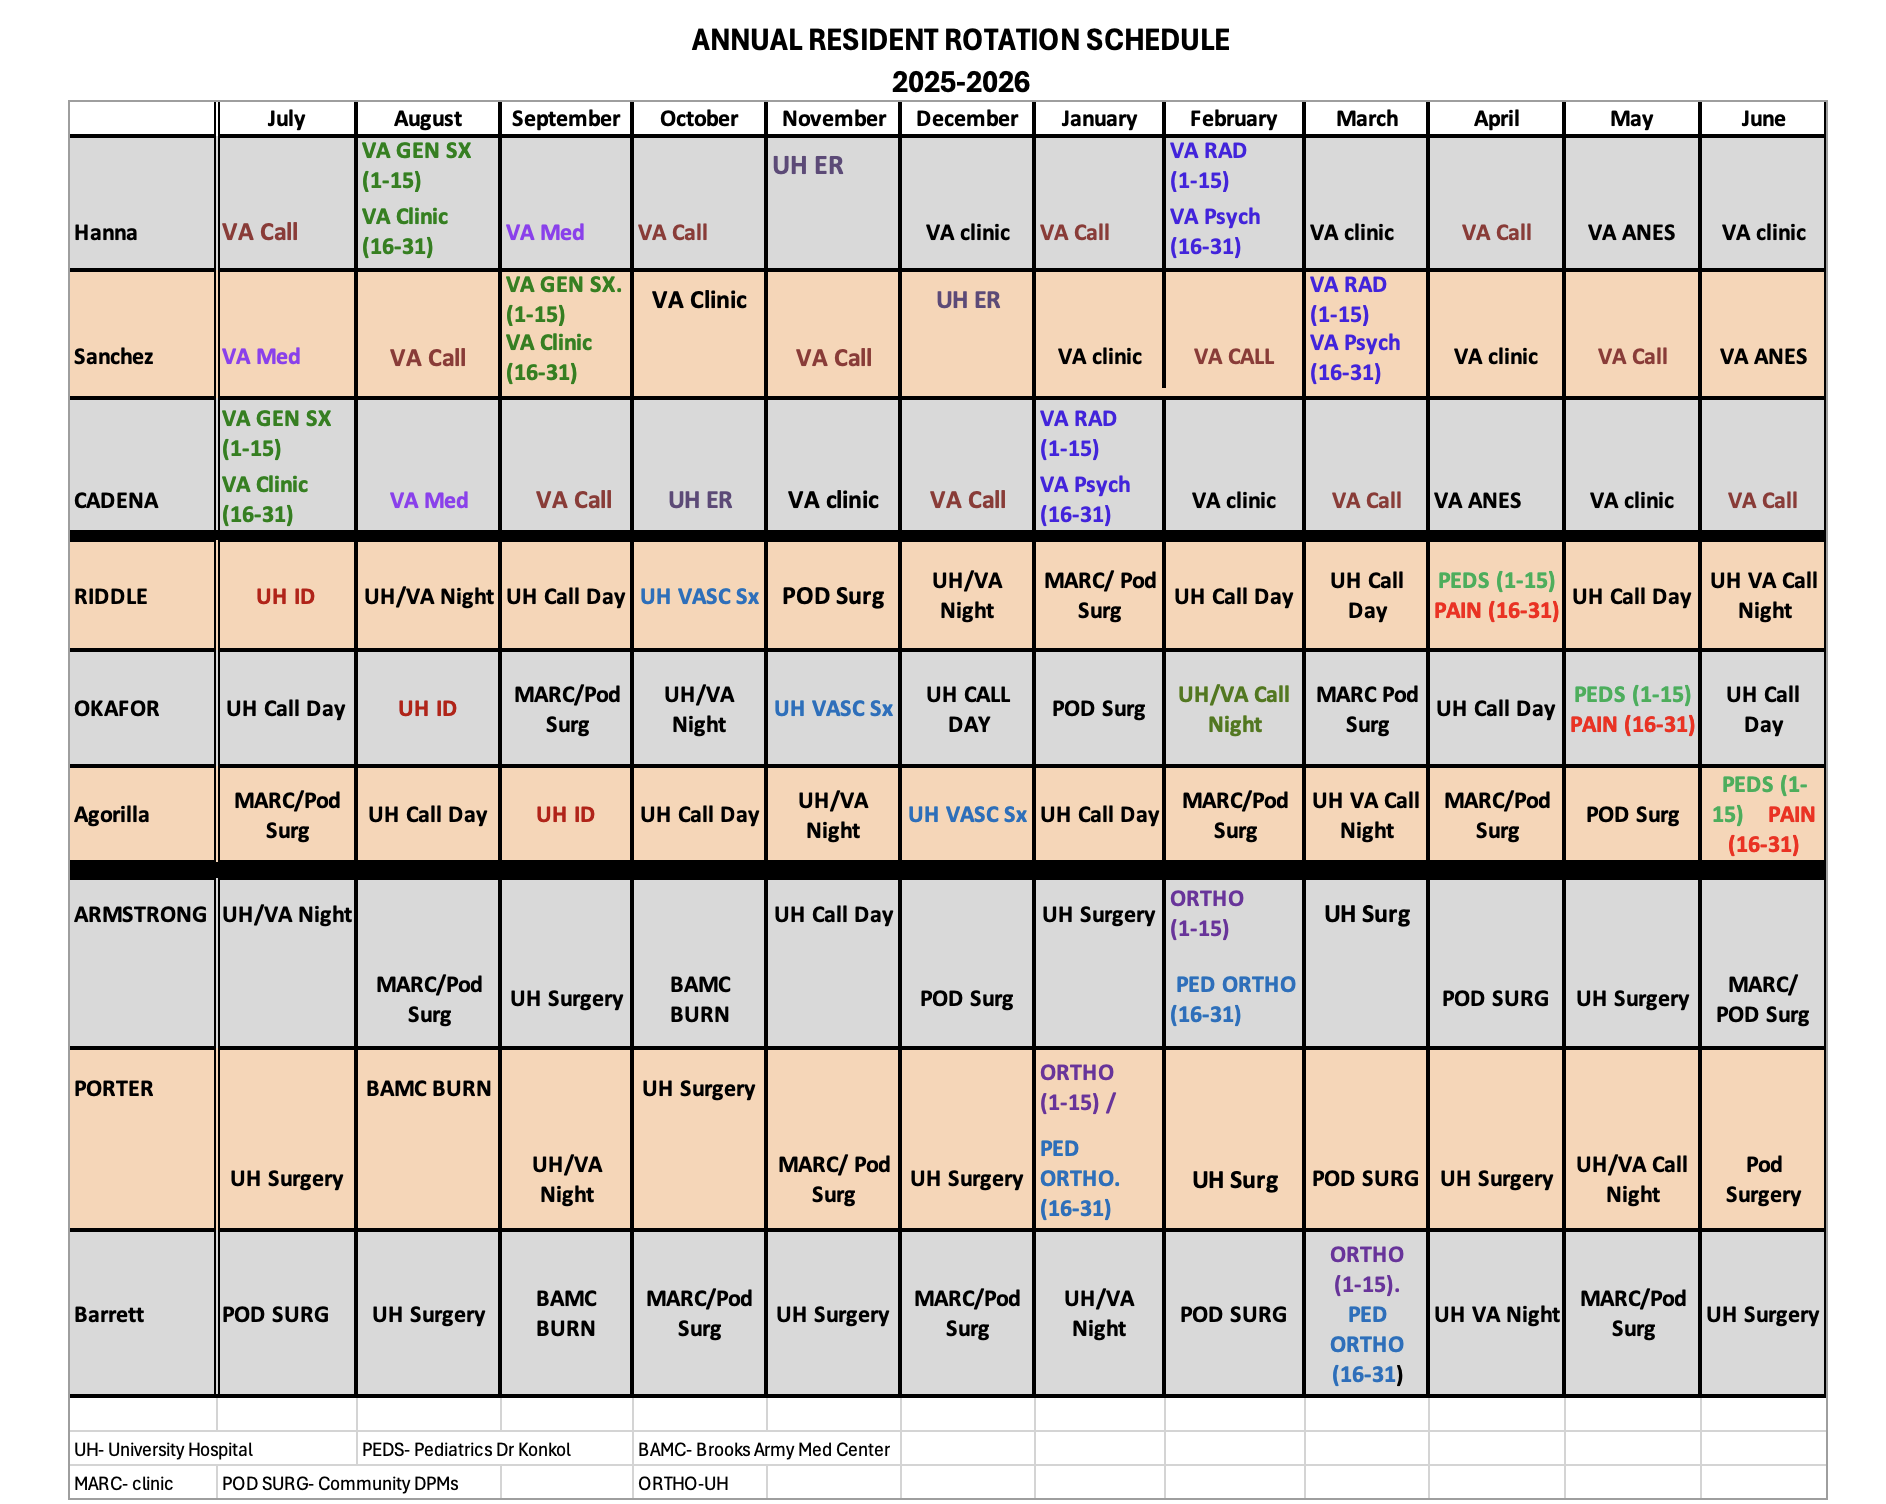 ANNUAL RESIDENT ROTATION SCHEDULE
2025-2026
July August September October November December January February March April May June
Hanna
VA Call
VA GEN SX
(1-15)
VA Clinic
(16-31)
VA Med
VA Call
UH ER
VA clinic
VA Call
VA RAD
(1-15)
VA Psych
(16-31)
VA clinic
VA Call
VA ANES
VA clinic
Sanchez
VA Med
VA Call
VA GEN SX.
(1-15)
VA Clinic
(16-31)
VA Clinic
VA Call
UH ER
VA clinic
VA CALL
VA RAD
(1-15)
VA Psych
(16-31)
VA clinic
VA Call
VA ANES
CADENA
VA GEN SX
(1-15)
VA Clinic
(16-31)
VA Med
VA Call
UH ER
VA clinic
VA Call
VA RAD
(1-15)
VA Psych
(16-31)
VA clinic
VA Call
VA ANES
VA clinic
VA Call
RIDDLE
UH ID
UH/VA Night
UH Call Day
UH VASC Sx
POD Surg
UH/VA
Night
MARC/ Pod
Surg
UH Call Day
UH Call
Day
PEDS (1-15)
PAIN (16-31)
UH Call Day
UH VA Call
Night
OKAFOR
UH Call Day
UH ID
MARC/Pod
Surg
UH/VA
Night
UH VASC Sx
UH CALL
DAY
POD Surg
UH/VA Call
Night
MARC Pod
Surg
UH Call Day
PEDS (1-15)
PAIN (16-31)
UH Call
Day
Agorilla
MARC/Pod
Surg
UH Call Day
UH ID
UH Call Day
UH/VA
Night
UH VASC Sx
UH Call Day
MARC/Pod
Surg
UH VA Call
Night
MARC/Pod
Surg
POD Surg
PEDS (1-
15) PAIN
(16-31)
ARMSTRONG
UH/VA Night
MARC/Pod
Surg
UH Surgery
BAMC
BURN
UH Call Day
POD Surg
UH Surgery
ORTHO
(1-15)
PED ORTHO
(16-31)
UH Surg
POD SURG
UH Surgery
MARC/
POD Surg
PORTER
UH Surgery
BAMC BURN
UH/VA
Night
UH Surgery
MARC/ Pod
Surg
UH Surgery
ORTHO
(1-15) /
PED
ORTHO.
(16-31)
UH Surg
POD SURG
UH Surgery
UH/VA Call
Night
Pod
Surgery
Barrett
POD SURG
UH Surgery
BAMC
BURN
MARC/Pod
Surg
UH Surgery
MARC/Pod
Surg
UH/VA
Night
POD SURG
ORTHO
(1-15).
PED
ORTHO
(16-31)
UH VA Night
MARC/Pod
Surg
UH Surgery
UH- University Hospital PEDS- Pediatrics Dr Konkol BAMC- Brooks Army Med Center
MARC- clinic POD SURG- Community DPMs ORTHO-UH